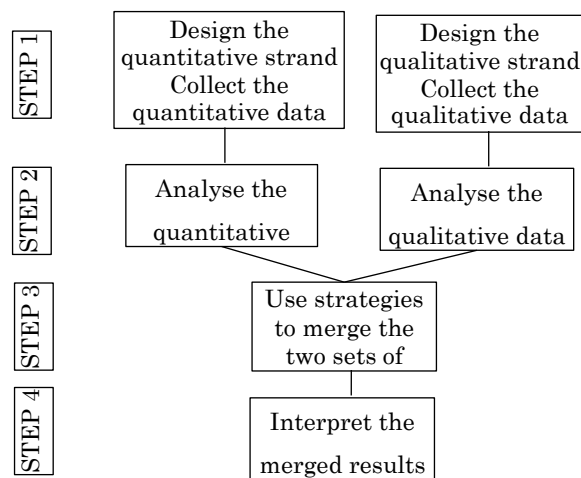 STEP 1
Design the
quantitative strand
Collect the
quantitative data
Design the
qualitative strand
Collect the
qualitative data
STEP 2
Analyse the
quantitative
Analyse the
qualitative data
STEP 3
Use strategies
to merge the
two sets of
STEP 4
Interpret the
merged results